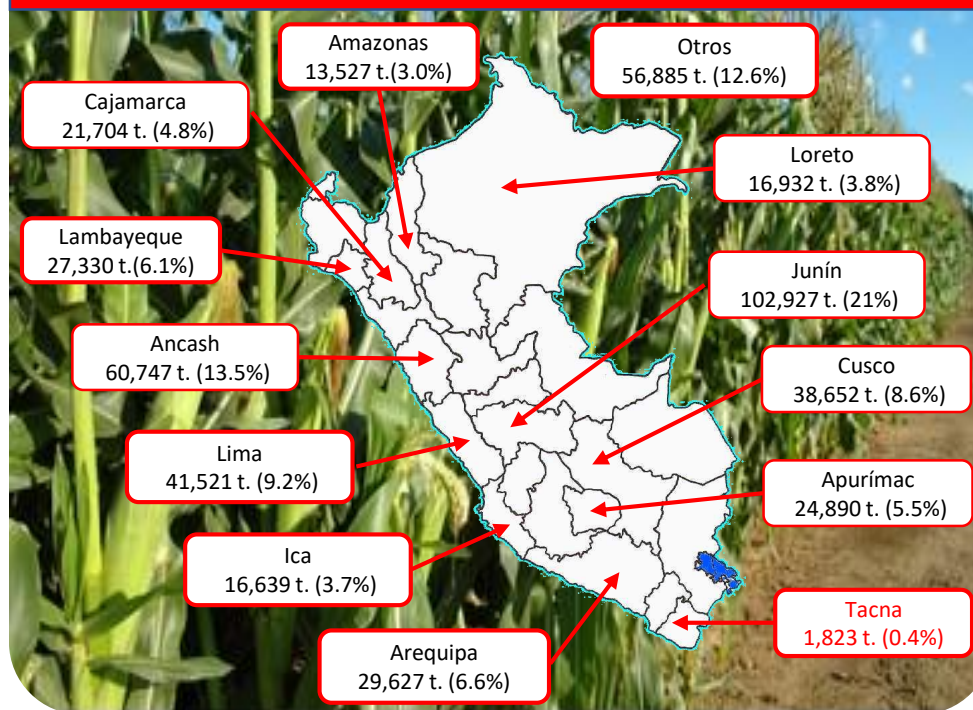 Amazonas
13,527 t.(3.0%)
Otros
56,885 t. (12.6%)
Cajamarca
21,704 t. (4.8%)
Loreto
16,932 t. (3.8%)
Lambayeque
27,330 t.(6.1%)
Junín
102,927 t. (21%)
Ancash
60,747 t. (13.5%)
Cusco
38,652 t. (8.6%)
Lima
41,521 t. (9.2%)
Apurímac
24,890 t. (5.5%)
Ica
16,639 t. (3.7%)
Tacna
1,823 t. (0.4%)
Arequipa
29,627 t. (6.6%)